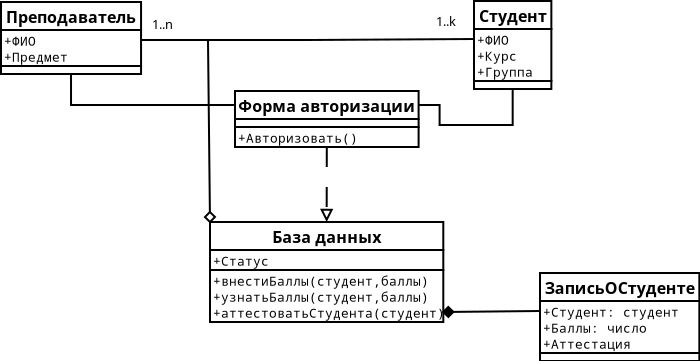 Преподаватель
+ФИО
+Предмет
1..n
1..k
Студент
+ФИО
+Курс
+Группа
Форма авторизации
+Авторизовать()
База данных
+Статус
+внестиБаллы(студент,баллы)
+узнатьБаллы(студент,баллы)
+аттестоватьСтудента(студент)
ЗаписьОСтуденте
+Студент: студент
+Баллы: число
+Аттестация